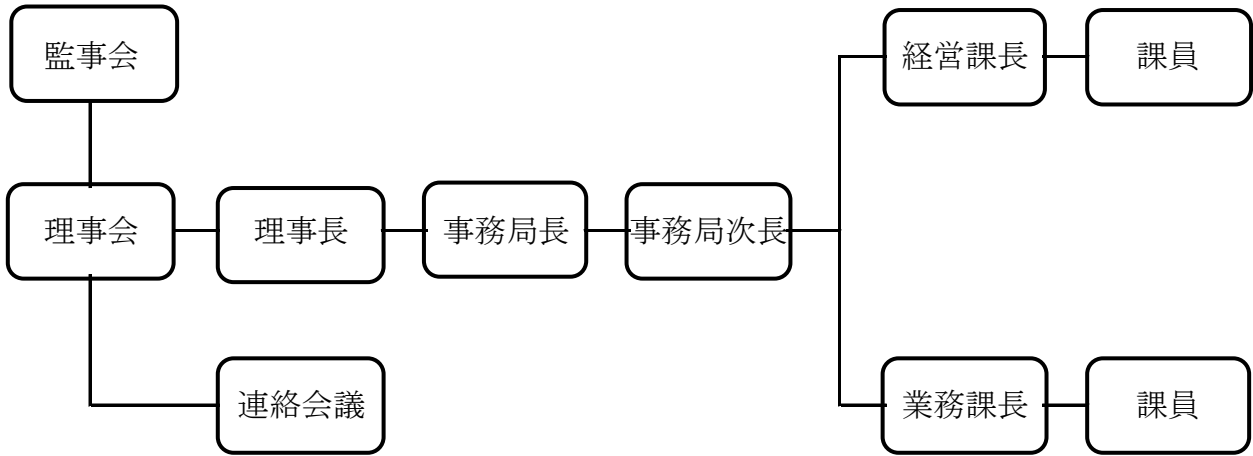 監事会
経営課長
課員
理事会
理事長
事務局長
事務局次長
連絡会議
業務課長
課員